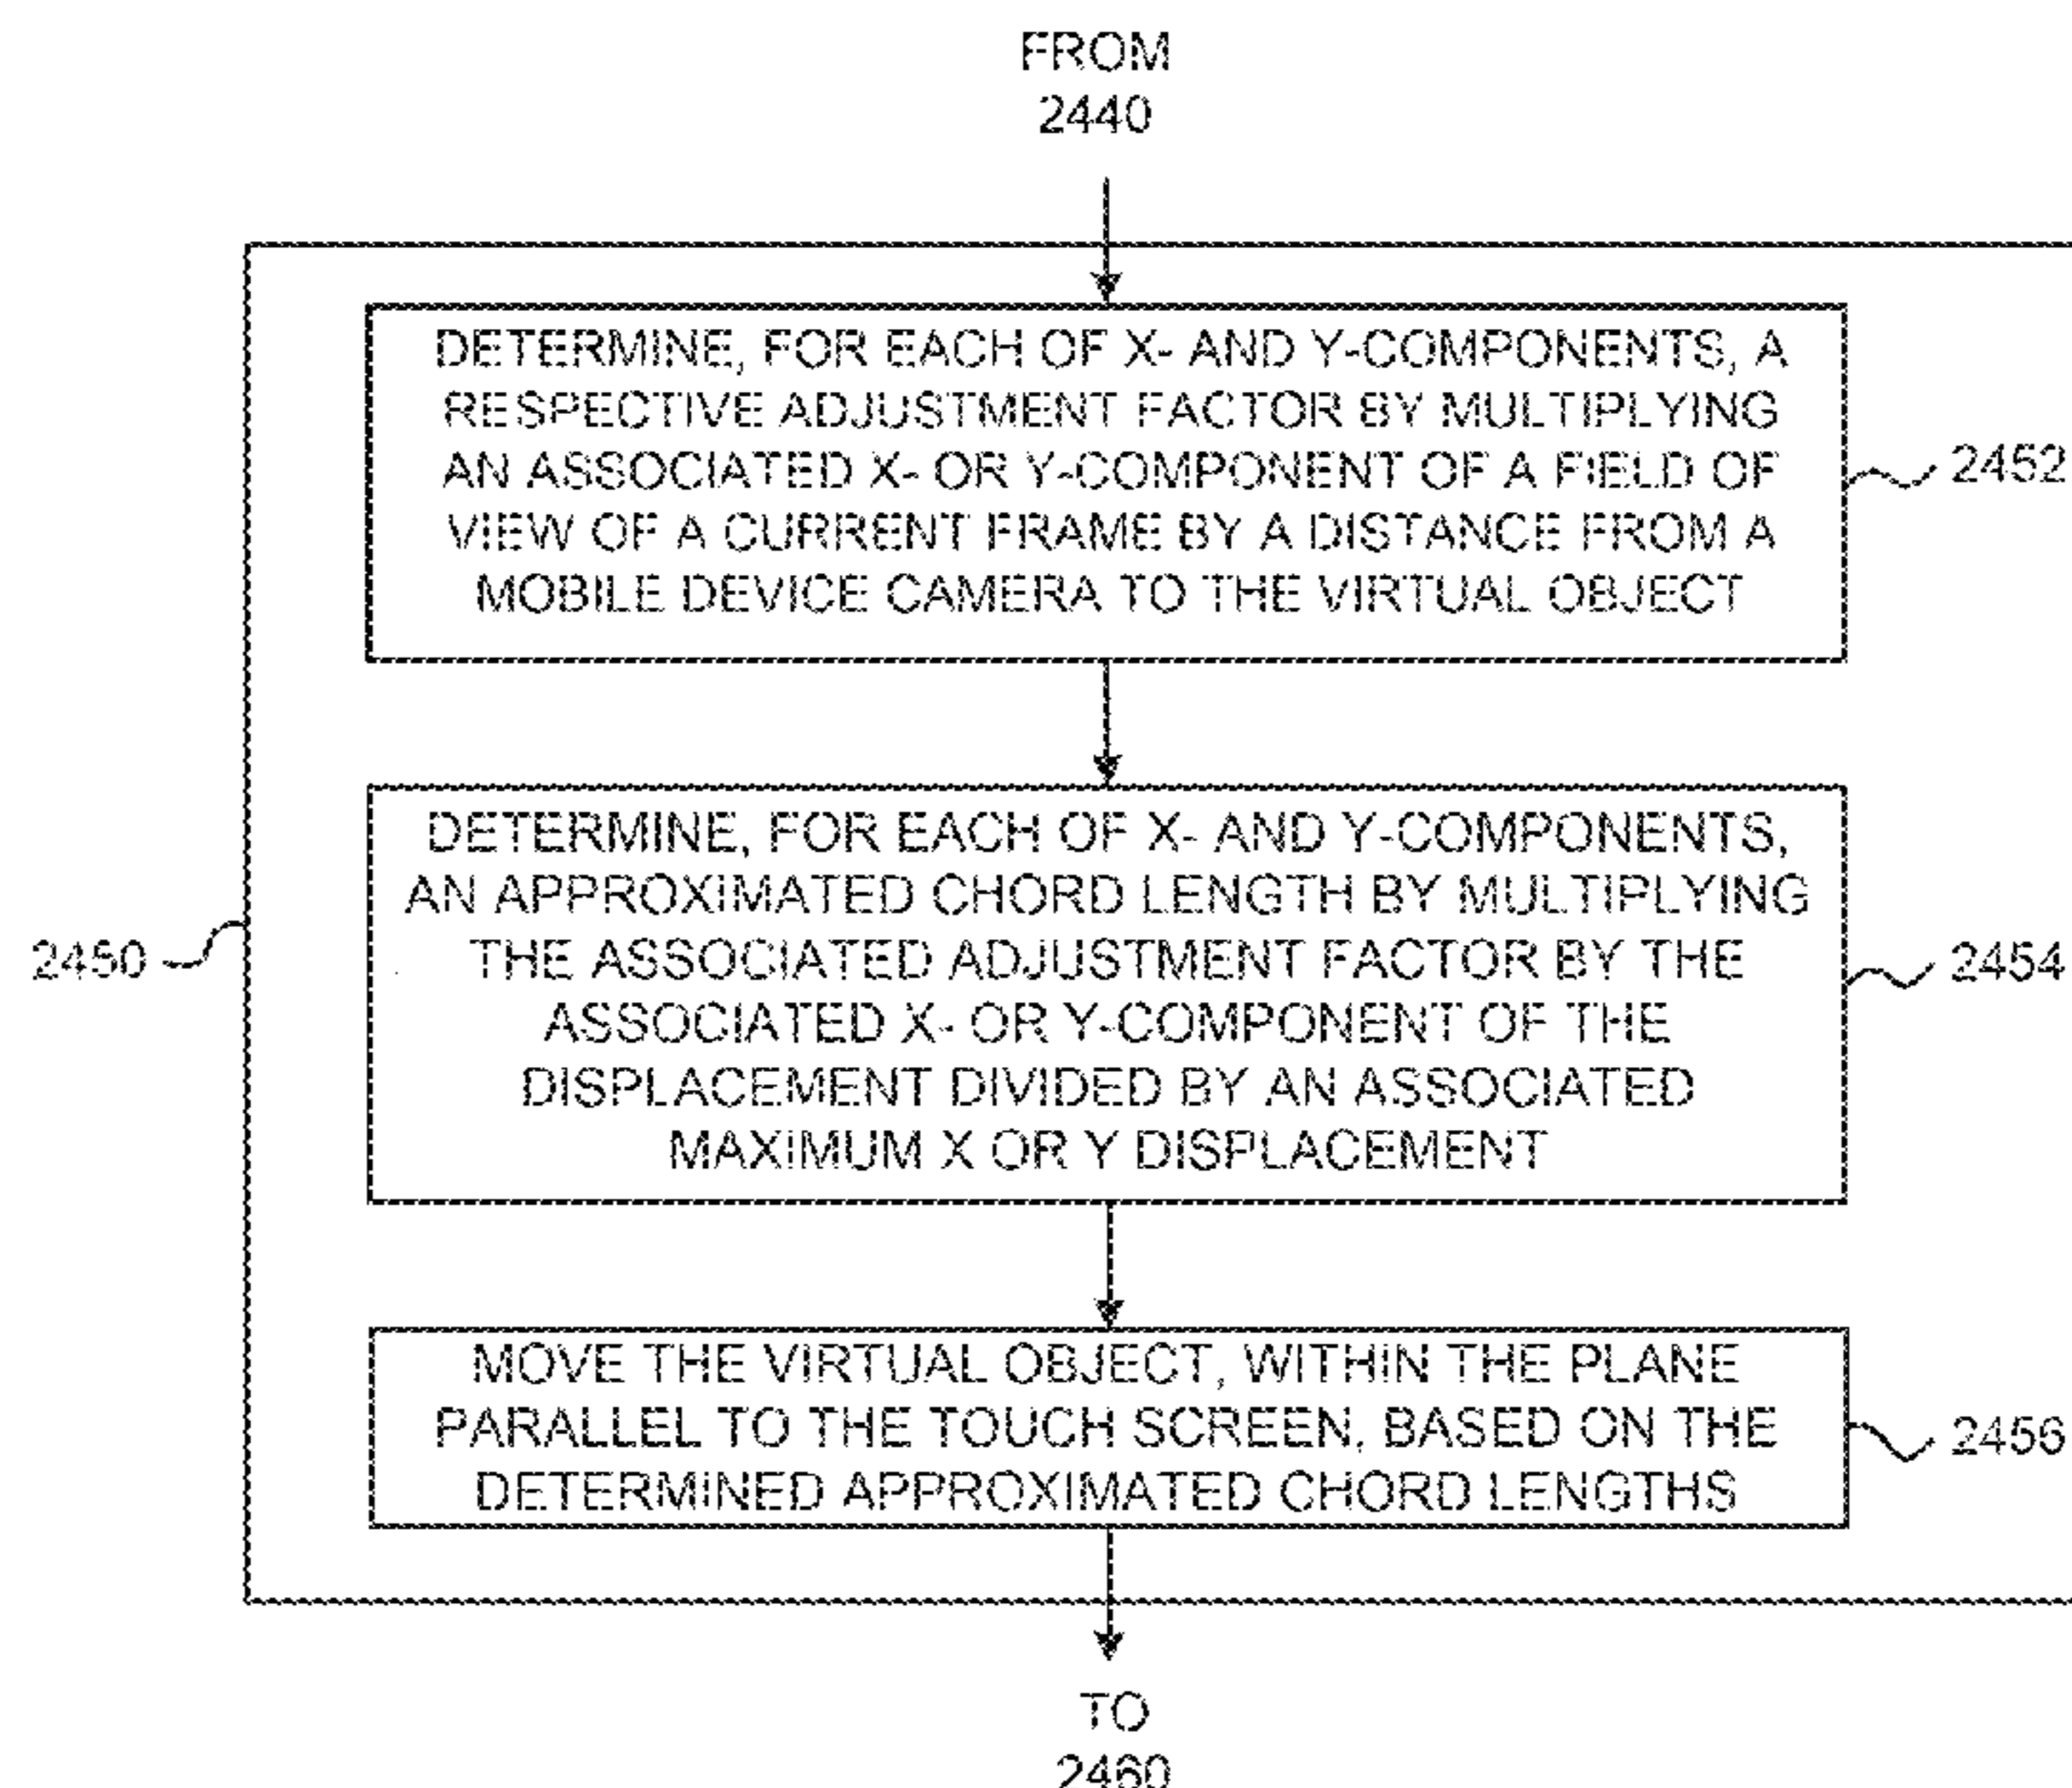 FROM
2440
DETERMINE, FOR EACH OF X- AND Y-COMPONENTS, A
RESPECTIVE ADJUSTMENT FACTOR BY MULTIPLYING
AN ASSOCIATED X- OR Y-COMPONENT OF A FIELD OF
VIEW OF A CURRENT FRAME BY A DISTANCE FROM A
MOBILE DEVICE CAMERA TO THE VIRTUAL OBJECT
2452
DETERMINE, FOR EACH OF X- AND Y-COMPONENTS,
AN APPROXIMATED CHORD LENGTH BY MULTIPLYING
THE ASSOCIATED ADJUSTMENT FACTOR BY THE
ASSOCIATED X- OR Y-COMPONENT OF THE
DISPLACEMENT DIVIDED BY AN ASSOCIATED
MAXIMUM X OR Y DISPLACEMENT
2450
2454
MOVE THE VIRTUAL OBJECT, WITHIN THE PLANE
PARALLEL TO THE TOUCH SCREEN, BASED ON THE
DETERMINED APPROXIMATED CHORD LENGTHS
2456
TO
2460